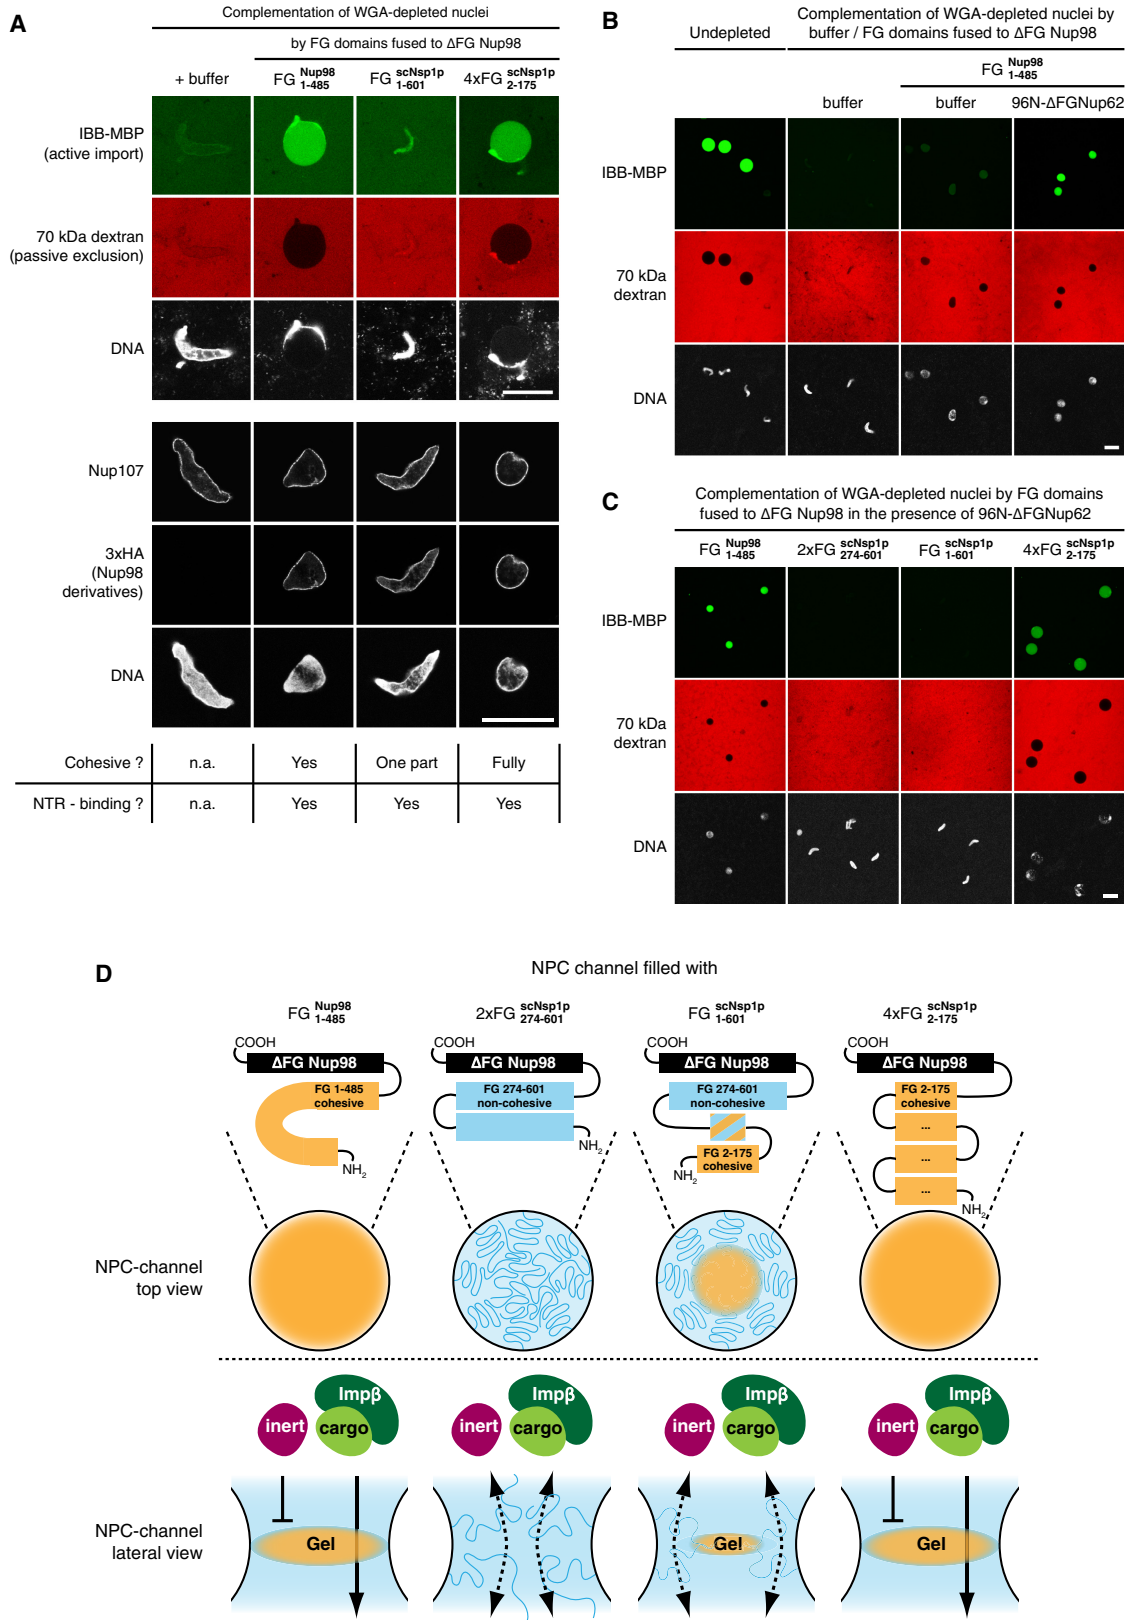 A
Complementation of WGA-depleted nuclei
by FG domains fused to ΔFG Nup98
+ buffer
FG Nup98 1-485
FG scNsp1p 1-601
4xFG scNsp1p 2-175
IBB-MBP
(active import)
70 kDa dextran
(passive exclusion)
DNA
Nup107
3xHA
(Nup98
derivatives)
DNA
Cohesive ? n.a. Yes One part Fully
NTR - binding ? n.a. Yes Yes Yes
B
Undepleted
Complementation of WGA-depleted nuclei by
buffer / FG domains fused to ΔFG Nup98
FG Nup98 1-485
buffer buffer 96N-ΔFGNup62
IBB-MBP
70 kDa
dextran
DNA
C
Complementation of WGA-depleted nuclei by FG domains
fused to ΔFG Nup98 in the presence of 96N-ΔFGNup62
FG Nup98 1-485
2xFG scNsp1p 274-601
FG scNsp1p 1-601
4xFG scNsp1p 2-175
IBB-MBP
70 kDa
dextran
DNA
D
NPC channel filled with
FG Nup98 1-485
2xFG scNsp1p 274-601
FG scNsp1p 1-601
4xFG scNsp1p 2-175
COOH COOH COOH COOH
ΔFG Nup98 ΔFG Nup98 ΔFG Nup98 ΔFG Nup98
FG 1-485
cohesive
NH2
FG 274-601
non-cohesive
NH2
FG 274-601
non-cohesive
FG 2-175
cohesive
NH2
FG 2-175
cohesive
...
...
...
NH2
NPC-channel
top view
Impβ Impβ Impβ Impβ
inert cargo inert cargo inert cargo inert cargo
NPC-channel
lateral view
Gel Gel Gel